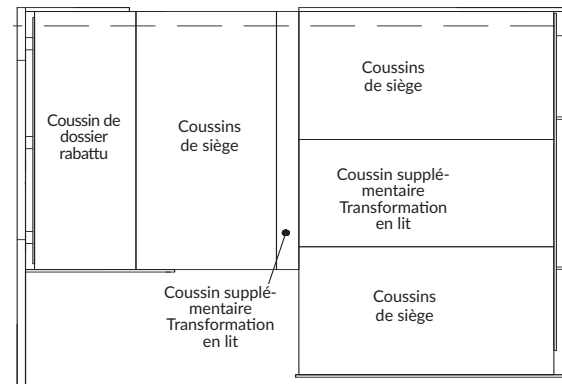 Coussin de
dossier
rabattu
Coussins
de siège
Coussin supplé-
mentaire
Transformation
en lit
Coussins
de siège
Coussin supplé-
mentaire
Transformation
en lit
Coussins
de siège